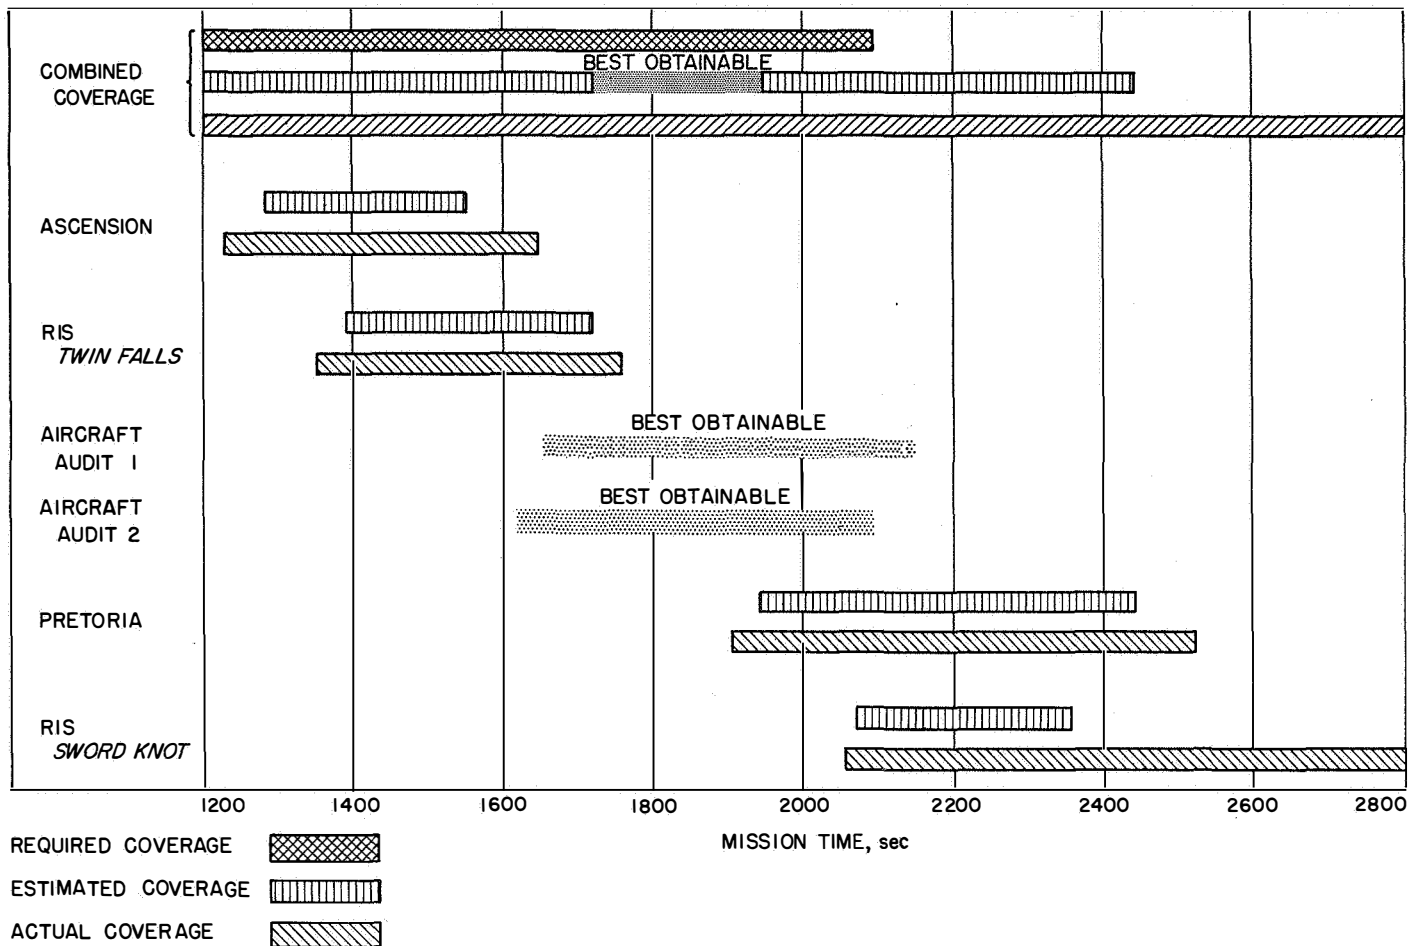 COMBINED
COVERAGE
BEST OBTAINABLE
ASCENSION
RIS
TWIN FALLS
AIRCRAFT
AUDIT 1
BEST OBTAINABLE
AIRCRAFT
AUDIT 2
BEST OBTAINABLE
PRETORIA
RIS
SWORD KNOT
1200 1400 1600 1800 2000 2200 2400 2600 2800
MISSION TIME, sec
REQUIRED COVERAGE
ESTIMATED COVERAGE
ACTUAL COVERAGE